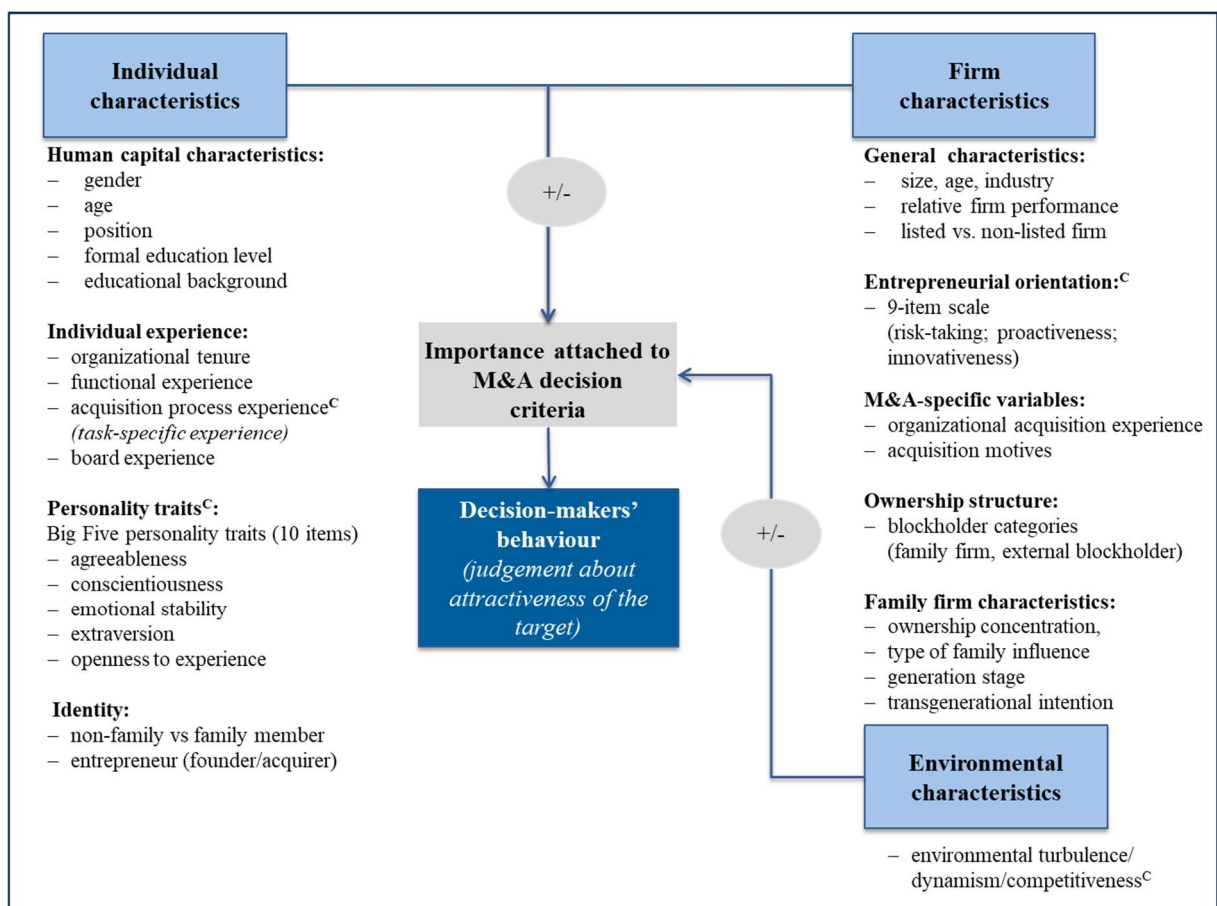 Individual
characteristics
Human capital characteristics:
– gender
– age
– position
– formal education level
– educational background
Individual experience:
– organizational tenure
– functional experience
– acquisition process experienceᶜ
(task-specific experience)
– board experience
Personality traitsᶜ:
Big Five personality traits (10 items)
– agreeableness
– conscientiousness
– emotional stability
– extraversion
– openness to experience
Identity:
– non-family vs family member
– entrepreneur (founder/acquirer)
+/-
Importance attached to
M&A decision
criteria
Decision-makers’
behaviour
(judgement about
attractiveness of the
target)
+/-
Firm
characteristics
General characteristics:
– size, age, industry
– relative firm performance
– listed vs. non-listed firm
Entrepreneurial orientation:ᶜ
– 9-item scale
(risk-taking; proactiveness;
innovativeness)
M&A-specific variables:
– organizational acquisition experience
– acquisition motives
Ownership structure:
– blockholder categories
(family firm, external blockholder)
Family firm characteristics:
– ownership concentration,
– type of family influence
– generation stage
– transgenerational intention
Environmental
characteristics
– environmental turbulence/
dynamism/competitivenessᶜ